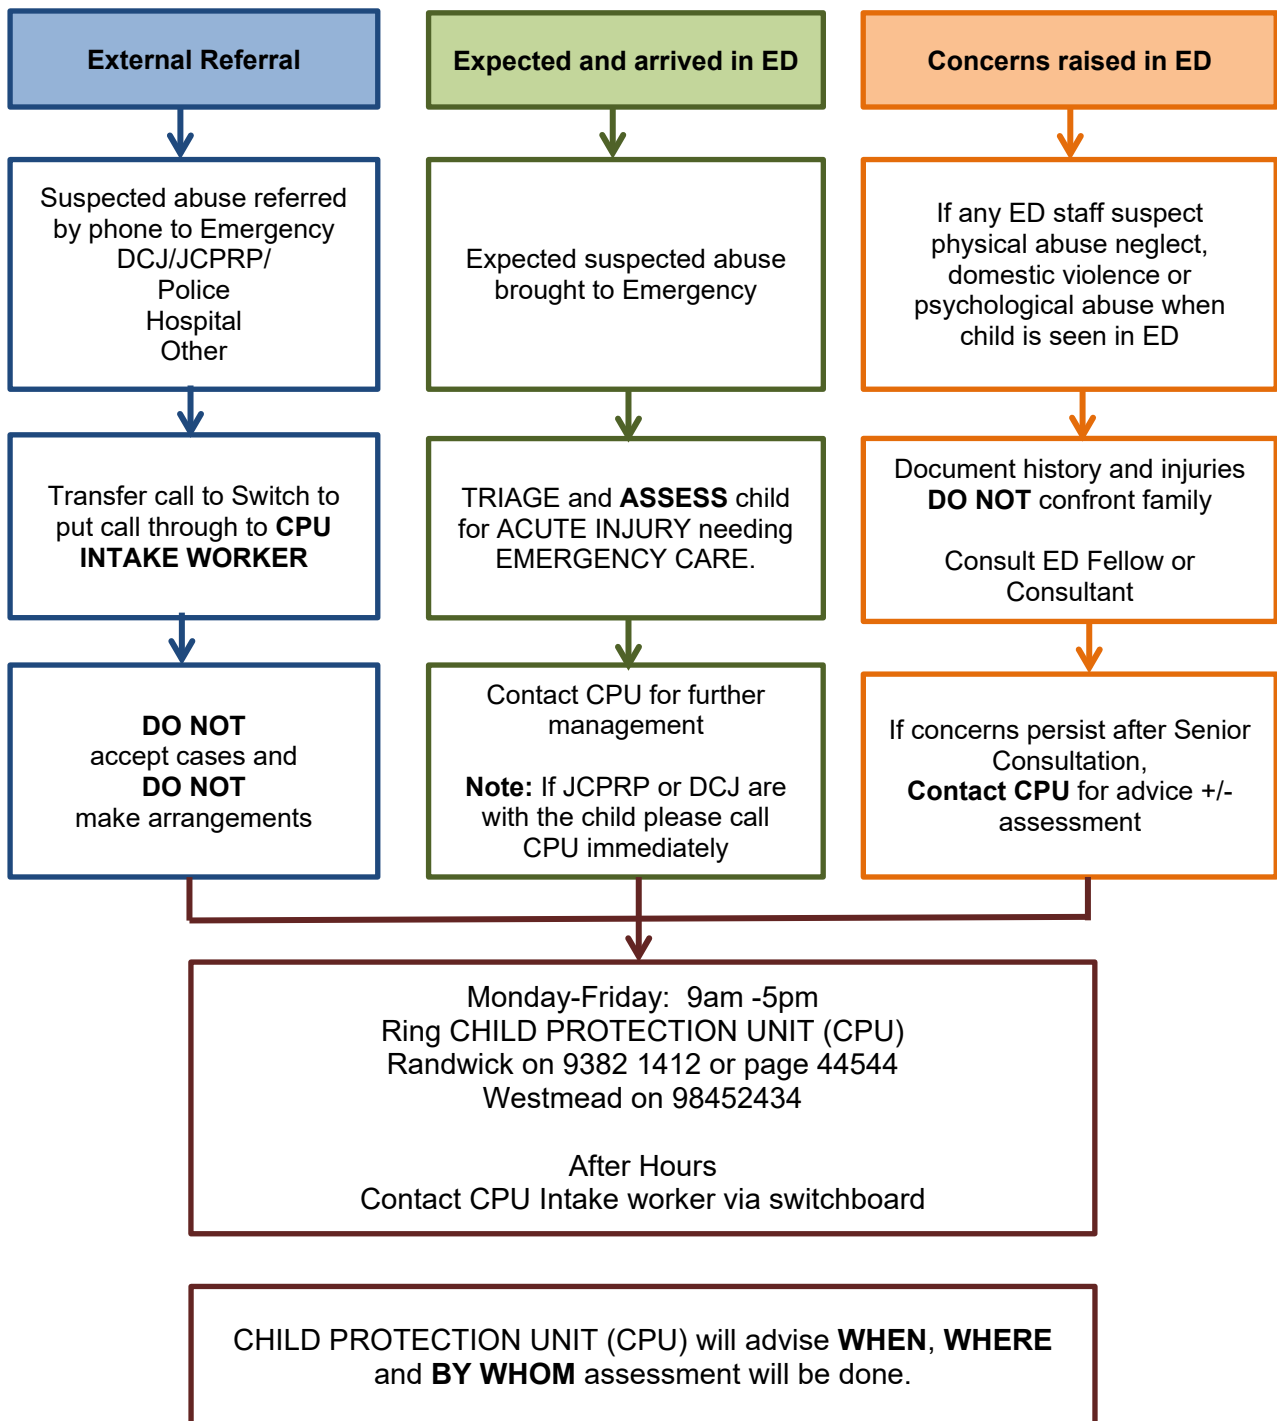 External Referral
Suspected abuse referred
by phone to Emergency
DCJ/JCPRP/
Police
Hospital
Other
Transfer call to Switch to
put call through to CPU
INTAKE WORKER
DO NOT
accept cases and
DO NOT
make arrangements
Expected and arrived in ED
Expected suspected abuse
brought to Emergency
TRIAGE and ASSESS child
for ACUTE INJURY needing
EMERGENCY CARE.
Contact CPU for further
management
Note: If JCPRP or DCJ are
with the child please call
CPU immediately
Concerns raised in ED
If any ED staff suspect
physical abuse neglect,
domestic violence or
psychological abuse when
child is seen in ED
Document history and injuries
DO NOT confront family
Consult ED Fellow or
Consultant
If concerns persist after Senior
Consultation,
Contact CPU for advice +/-
assessment
Monday-Friday: 9am -5pm
Ring CHILD PROTECTION UNIT (CPU)
Randwick on 9382 1412 or page 44544
Westmead on 98452434
After Hours
Contact CPU Intake worker via switchboard
CHILD PROTECTION UNIT (CPU) will advise WHEN, WHERE
and BY WHOM assessment will be done.